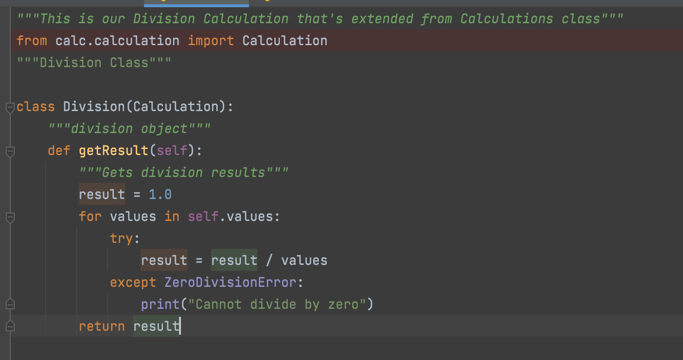 """This is our Division Calculation that's extended from Calculations class"""
from calc.calculation import Calculation
"""Division Class"""
class Division(Calculation):
    """division object"""
    def getResult(self):
        """Gets division results"""
        result = 1.0
        for values in self.values:
            try:
                result = result / values
            except ZeroDivisionError:
                print("Cannot divide by zero")
        return result